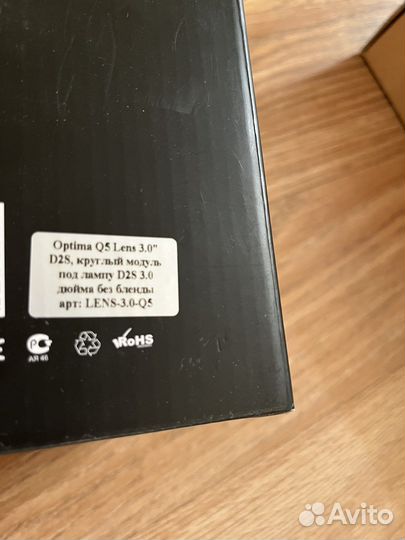 Optima Q5 Lens 3.0"
D2S, круглый модуль
под лампу D2S 3.0
дюйма без бленды
арт: LENS-3.0-Q5
АЯ 46
RoHS
Avito